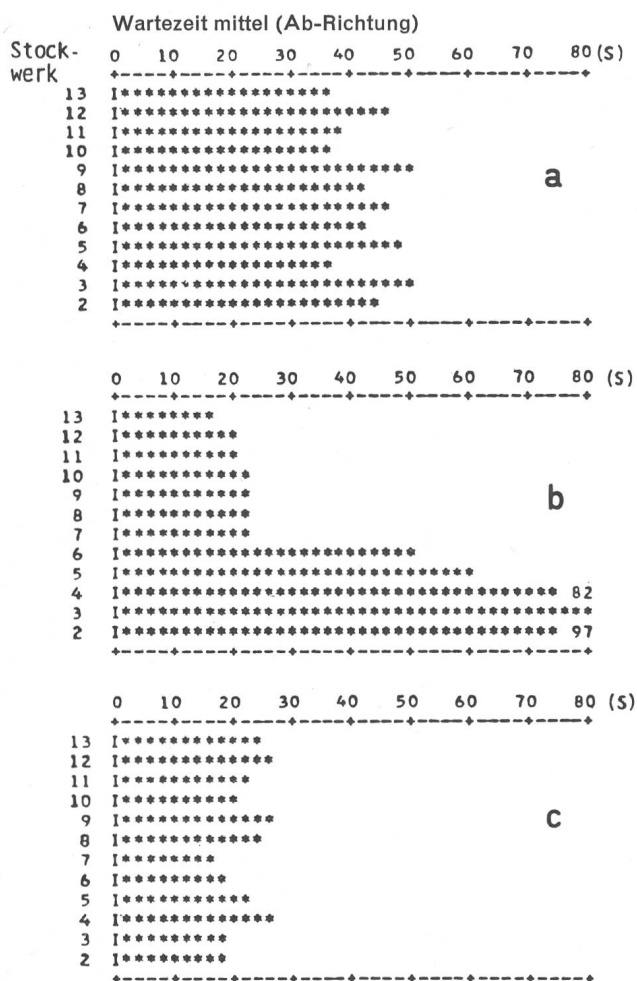 Wartezeit mittel (Ab-Richtung)
Stock- 0 10 20 30 40 50 60 70 80 (S)
werk +----+----+----+----+----+----+----+----+
13 I******************
12 I***********************
11 I*******************
10 I******************
9 I*************************
8 I*********************
7 I***********************
6 I*********************
5 I************************
4 I******************
3 I*************************
2 I**********************
+----+----+----+----+----+----+----+----+
a
0 10 20 30 40 50 60 70 80 (S)
+----+----+----+----+----+----+----+----+
13 I********
12 I**********
11 I**********
10 I***********
9 I***********
8 I***********
7 I***********
6 I*************************
5 I******************************
4 I************************************* 82
3 I****************************************
2 I************************************* 97
+----+----+----+----+----+----+----+----+
b
0 10 20 30 40 50 60 70 80 (S)
+----+----+----+----+----+----+----+----+
13 I************
12 I*************
11 I***********
10 I**********
9 I*************
8 I************
7 I********
6 I*********
5 I***********
4 I*************
3 I*********
2 I*********
+----+----+----+----+----+----+----+----+
c